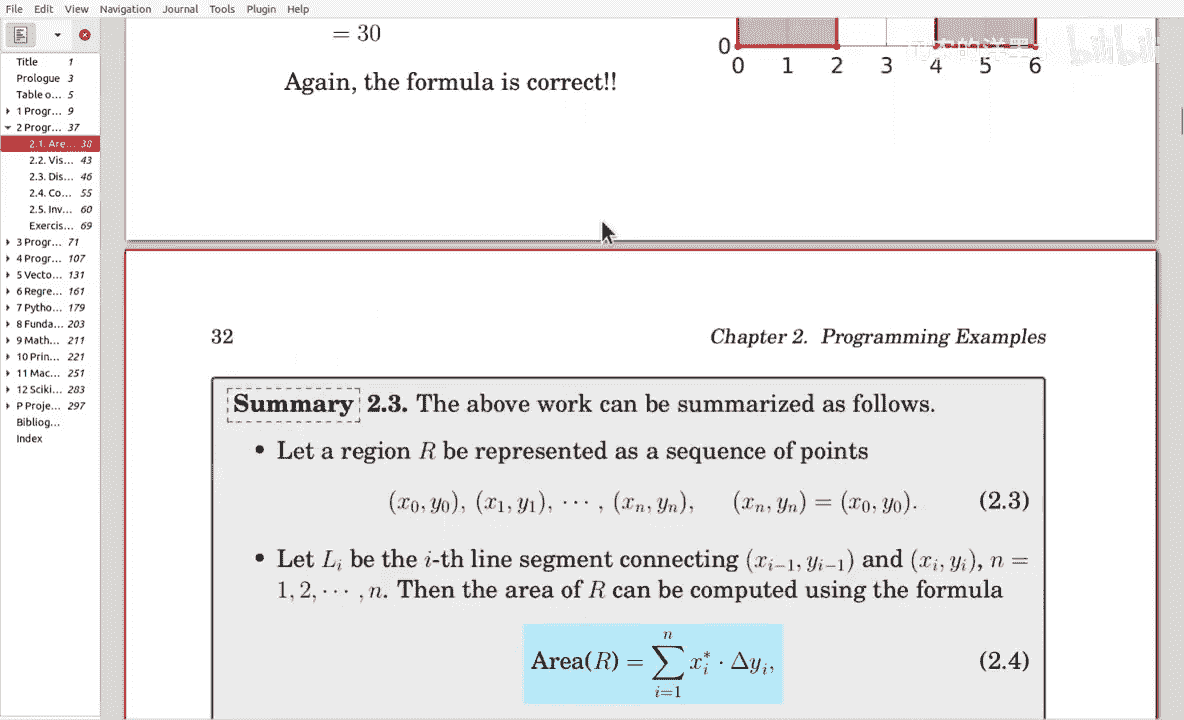 File Edit View Navigation Journal Tools Plugin Help
Title 1
Prologue 3
Table o... 5
1 Progr... 9
2 Progr... 37
2.1. Are... 38
2.2. Vis... 43
2.3. Dis... 46
2.4. Co... 55
2.5. Inv... 60
Exercis... 69
3 Progr... 71
4 Progr... 107
5 Vecto... 131
6 Regre... 161
7 Pytho... 179
8 Funda... 203
9 Math... 211
10 Prin... 221
11 Mac... 251
12 Sciki... 283
P Proje... 297
Bibliog...
Index
= 30
Again, the formula is correct!!
0
0 1 2 3 4 5 6
bilibili
32 Chapter 2. Programming Examples
Summary 2.3. The above work can be summarized as follows.
• Let a region R be represented as a sequence of points
(x₀, y₀), (x₁, y₁), ⋯ , (xₙ, yₙ), (xₙ, yₙ) = (x₀, y₀). (2.3)
• Let Lᵢ be the i-th line segment connecting (xᵢ₋₁, yᵢ₋₁) and (xᵢ, yᵢ), n =
1, 2, ⋯ , n. Then the area of R can be computed using the formula
Area(R) = ∑ᵢ₌₁ⁿ xᵢ* · Δyᵢ, (2.4)